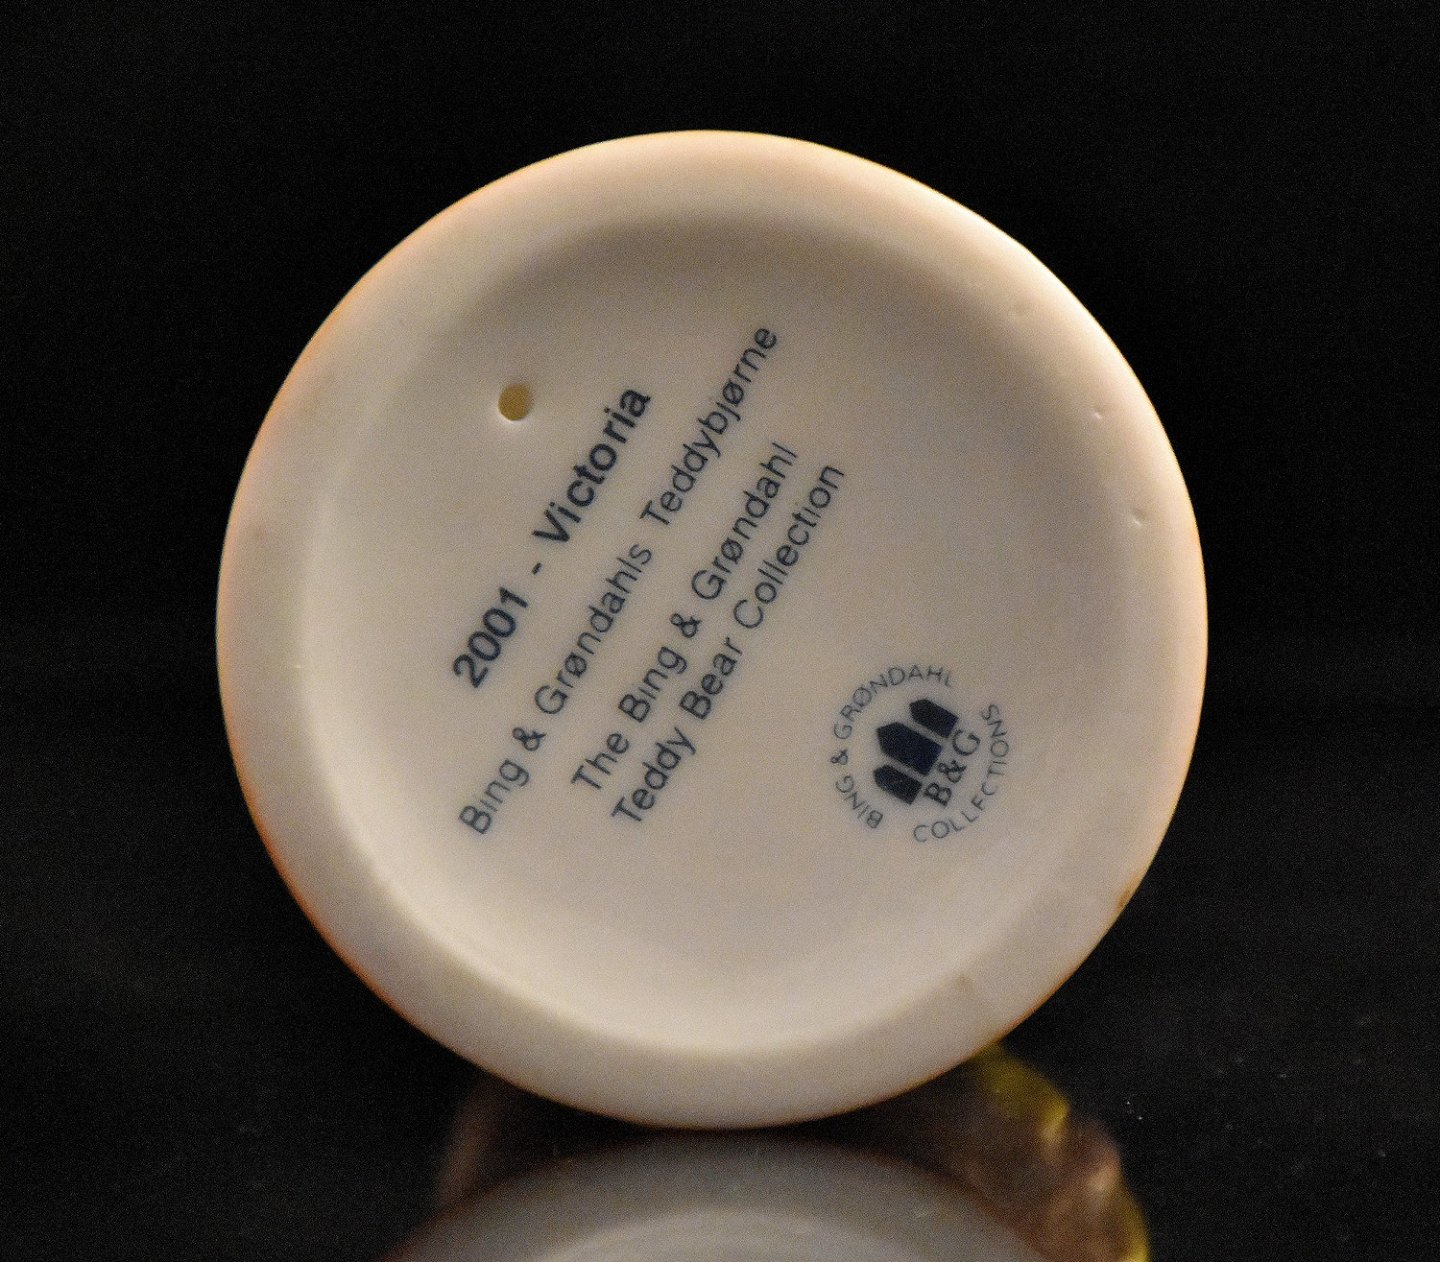 2001 - Victoria
Bing & Grøndahls Teddybjørne
The Bing & Grøndahl
Teddy Bear Collection
BING & GRØNDAHL
B&G
COLLECTIONS